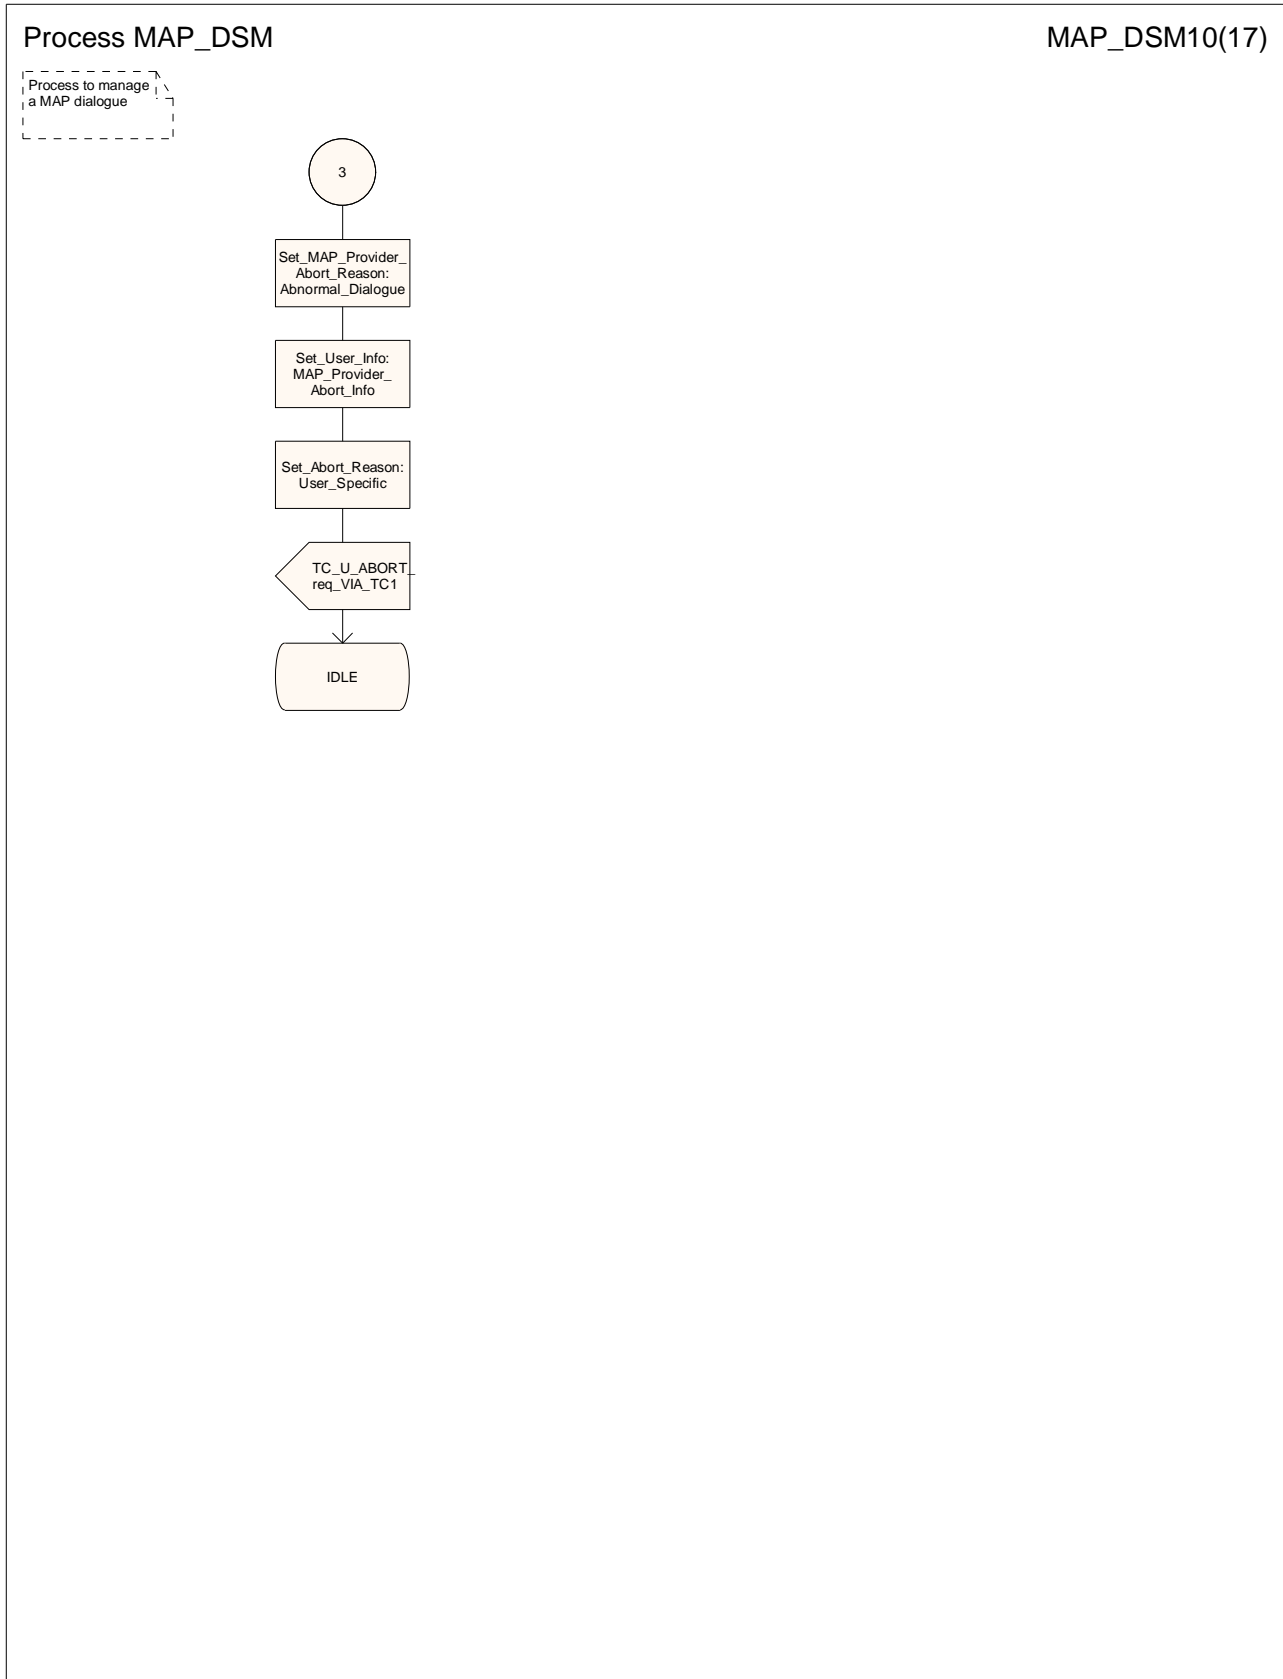 Process MAP_DSM
MAP_DSM10(17)
Process to manage
a MAP dialogue
3
Set_MAP_Provider_
Abort_Reason:
Abnormal_Dialogue
Set_User_Info:
MAP_Provider_
Abort_Info
Set_Abort_Reason:
User_Specific
TC_U_ABORT_
req_VIA_TC1
IDLE